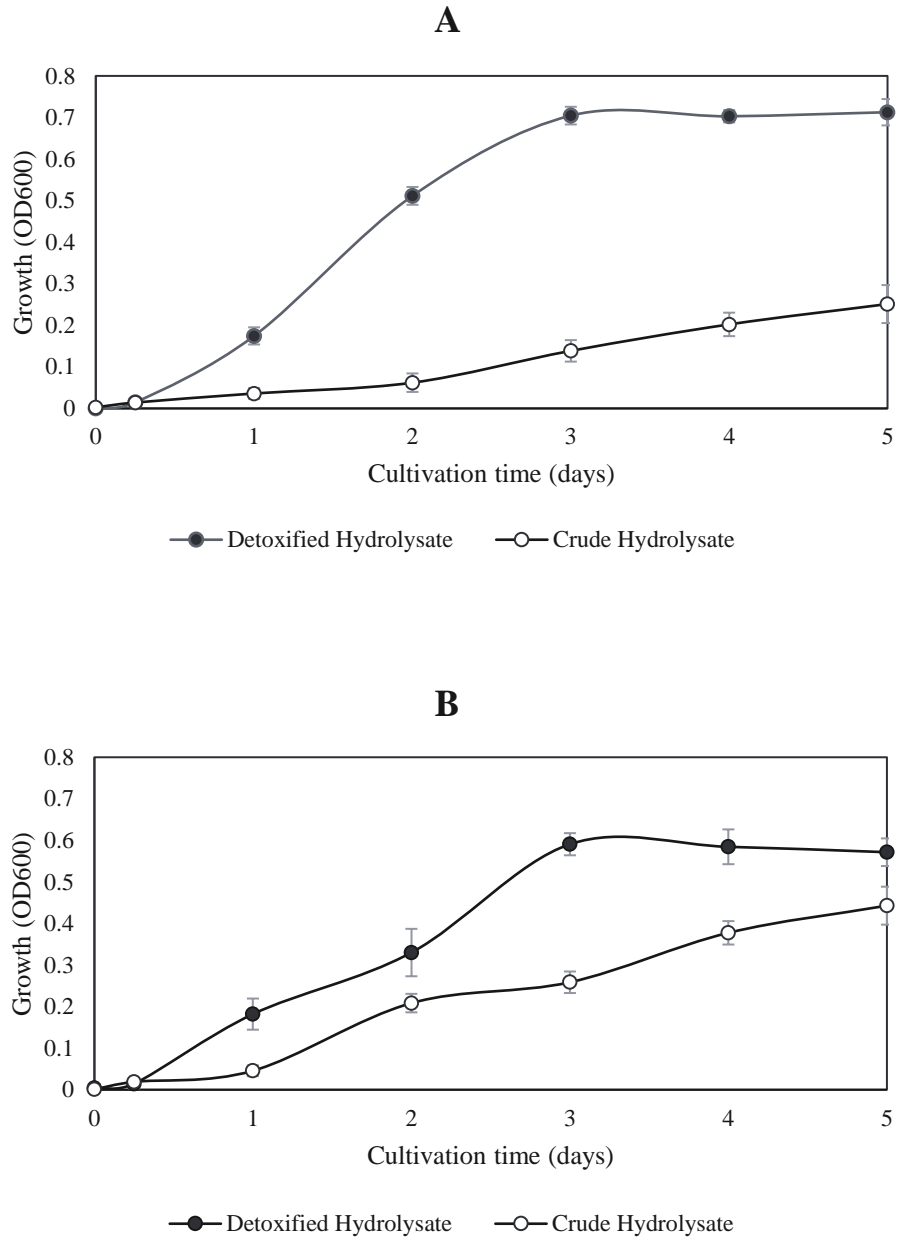 A
0.8
0.7
0.6
0.5
0.4
0.3
0.2
0.1
0
Growth (OD600)
0 1 2 3 4 5
Cultivation time (days)
Detoxified Hydrolysate Crude Hydrolysate
B
0.8
0.7
0.6
0.5
0.4
0.3
0.2
0.1
0
Growth (OD600)
0 1 2 3 4 5
Cultivation time (days)
Detoxified Hydrolysate Crude Hydrolysate